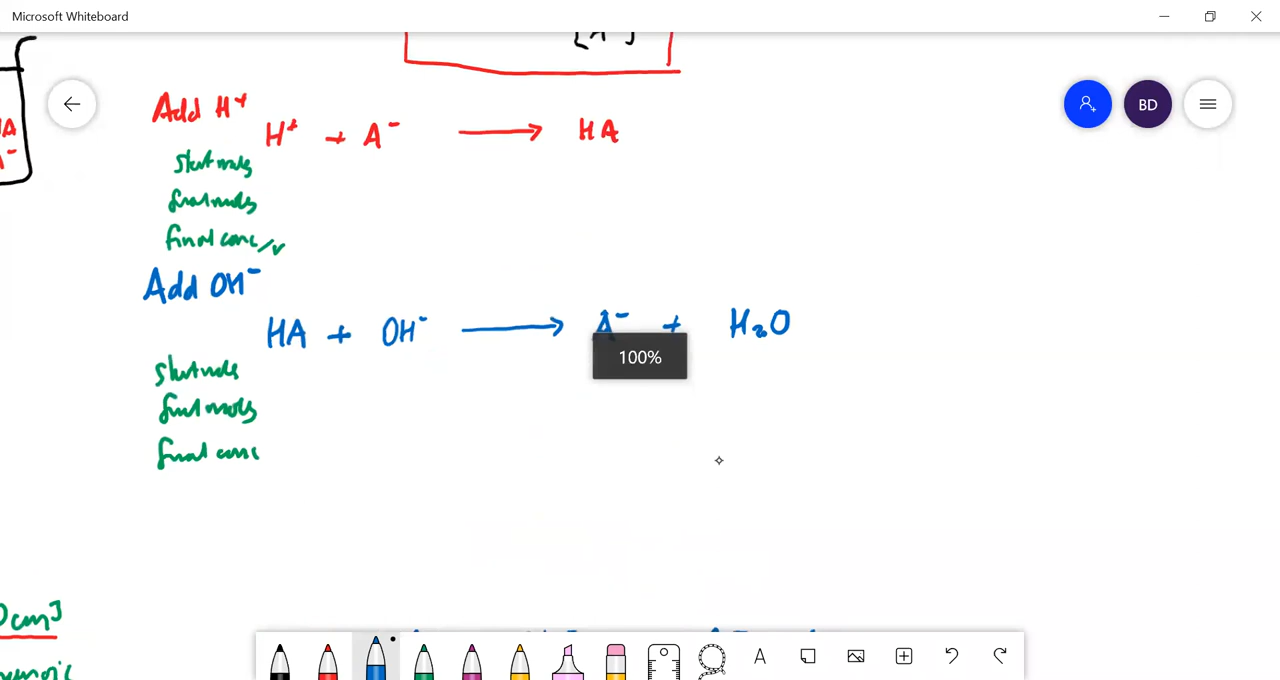 Microsoft Whiteboard
[A⁻]
Add H⁺
H⁺ + A⁻ ⟶ HA
start moles
final moles
final conc /v
BD
Add OH⁻
HA + OH⁻ ⟶ A⁻ + H₂O
100%
start moles
final moles
final conc
0cm³
A